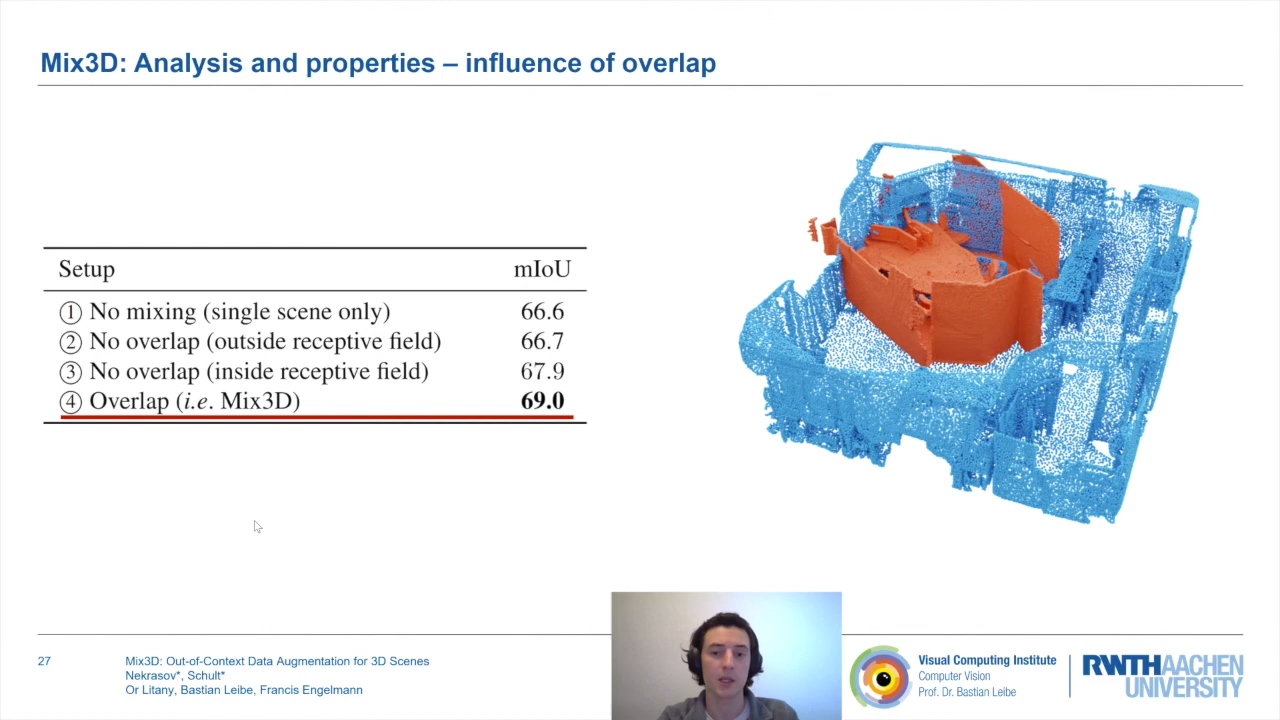 Mix3D: Analysis and properties – influence of overlap
Setup mIoU
① No mixing (single scene only) 66.6
② No overlap (outside receptive field) 66.7
③ No overlap (inside receptive field) 67.9
④ Overlap (i.e. Mix3D) 69.0
27
Mix3D: Out-of-Context Data Augmentation for 3D Scenes
Nekrasov*, Schult*
Or Litany, Bastian Leibe, Francis Engelmann
Visual Computing Institute
Computer Vision
Prof. Dr. Bastian Leibe
RWTHAACHEN
UNIVERSITY